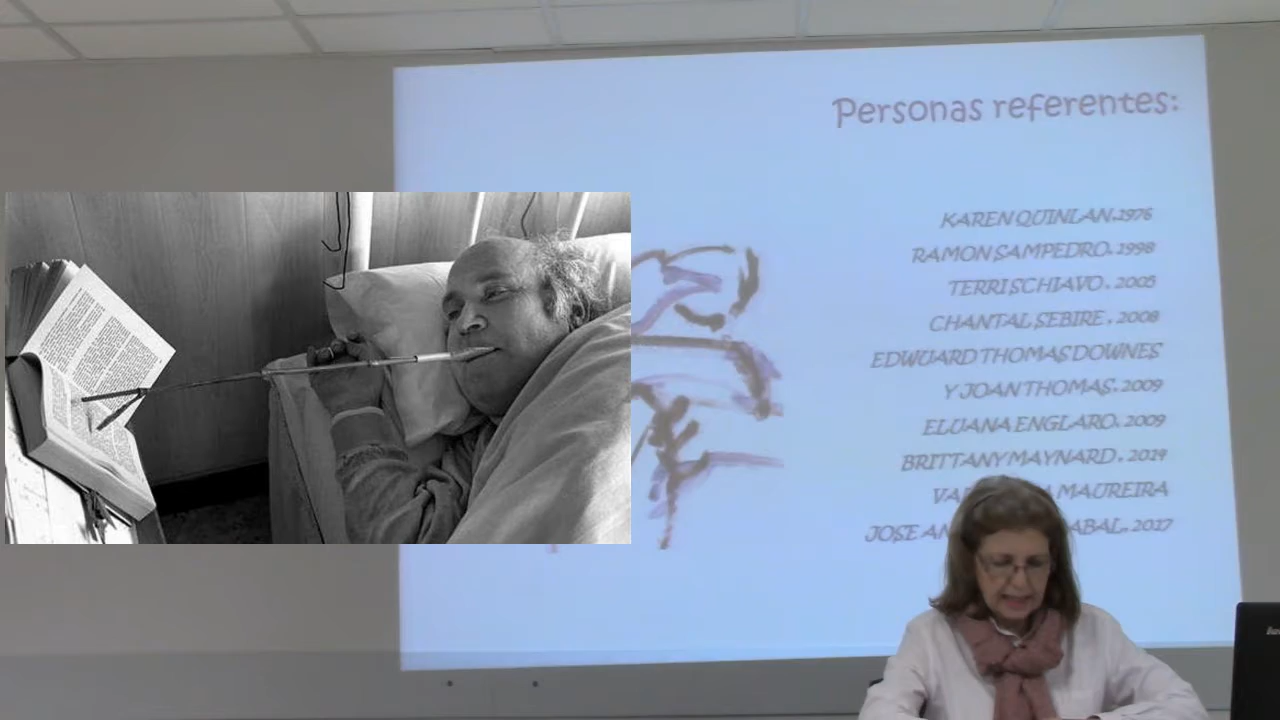 Personas referentes:
KAREN QUINLAN.1976
RAMON SAMPEDRO. 1998
TERRI SCHIAVO. 2005
CHANTAL SEBIRE . 2008
EDWUARD THOMAS DOWNES
Y JOAN THOMAS. 2009
ELUANA ENGLARO. 2009
BRITTANY MAYNARD . 2014
MAUREIRA
JOSE 2017